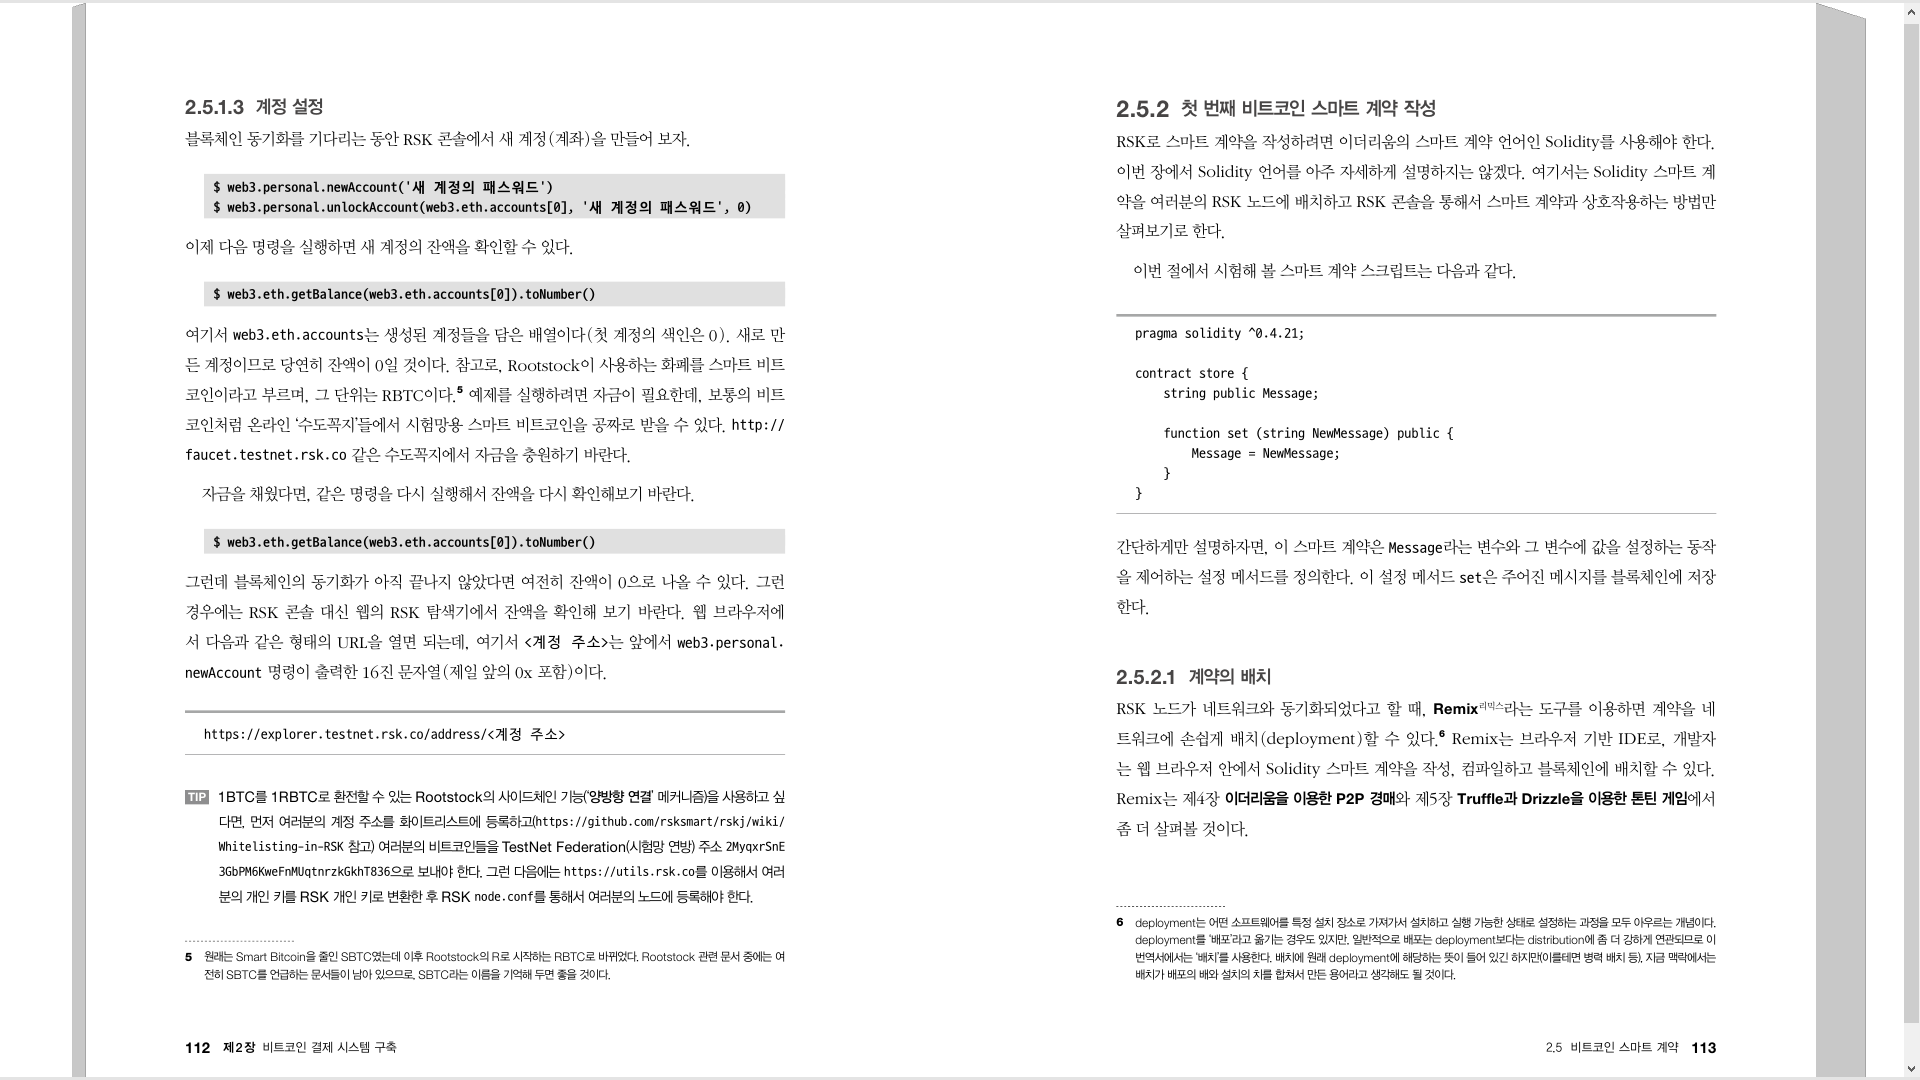 2.5.1.3 계정 설정
블록체인 동기화를 기다리는 동안 RSK 콘솔에서 새 계정(계좌)을 만들어 보자.
$ web3.personal.newAccount('새 계정의 패스워드')
$ web3.personal.unlockAccount(web3.eth.accounts[0], '새 계정의 패스워드', 0)
이제 다음 명령을 실행하면 새 계정의 잔액을 확인할 수 있다.
$ web3.eth.getBalance(web3.eth.accounts[0]).toNumber()
여기서 web3.eth.accounts는 생성된 계정들을 담은 배열이다(첫 계정의 색인은 0). 새로 만
든 계정이므로 당연히 잔액이 0일 것이다. 참고로, Rootstock이 사용하는 화폐를 스마트 비트
코인이라고 부르며, 그 단위는 RBTC이다.5 예제를 실행하려면 자금이 필요한데, 보통의 비트
코인처럼 온라인 ‘수도꼭지’들에서 시험망용 스마트 비트코인을 공짜로 받을 수 있다. http://
faucet.testnet.rsk.co 같은 수도꼭지에서 자금을 충원하기 바란다.
자금을 채웠다면, 같은 명령을 다시 실행해서 잔액을 다시 확인해보기 바란다.
$ web3.eth.getBalance(web3.eth.accounts[0]).toNumber()
그런데 블록체인의 동기화가 아직 끝나지 않았다면 여전히 잔액이 0으로 나올 수 있다. 그런
경우에는 RSK 콘솔 대신 웹의 RSK 탐색기에서 잔액을 확인해 보기 바란다. 웹 브라우저에
서 다음과 같은 형태의 URL을 열면 되는데, 여기서 <계정 주소>는 앞에서 web3.personal.
newAccount 명령이 출력한 16진 문자열(제일 앞의 0x 포함)이다.
https://explorer.testnet.rsk.co/address/<계정 주소>
TIP 1BTC를 1RBTC로 환전할 수 있는 Rootstock의 사이드체인 기능(‘양방향 연결’ 메커니즘)을 사용하고 싶
다면, 먼저 여러분의 계정 주소를 화이트리스트에 등록하고(https://github.com/rsksmart/rskj/wiki/
Whitelisting-in-RSK 참고) 여러분의 비트코인들을 TestNet Federation(시험망 연방) 주소 2MyqxrSnE
3GbPM6KweFnMUqtnrzkGkhT836으로 보내야 한다. 그런 다음에는 https://utils.rsk.co를 이용해서 여러
분의 개인 키를 RSK 개인 키로 변환한 후 RSK node.conf를 통해서 여러분의 노드에 등록해야 한다.
5 원래는 Smart Bitcoin을 줄인 SBTC였는데 이후 Rootstock의 R로 시작하는 RBTC로 바뀌었다. Rootstock 관련 문서 중에는 여
전히 SBTC를 언급하는 문서들이 남아 있으므로, SBTC라는 이름을 기억해 두면 좋을 것이다.
112 제2장 비트코인 결제 시스템 구축
2.5.2 첫 번째 비트코인 스마트 계약 작성
RSK로 스마트 계약을 작성하려면 이더리움의 스마트 계약 언어인 Solidity를 사용해야 한다.
이번 장에서 Solidity 언어를 아주 자세하게 설명하지는 않겠다. 여기서는 Solidity 스마트 계
약을 여러분의 RSK 노드에 배치하고 RSK 콘솔을 통해서 스마트 계약과 상호작용하는 방법만
살펴보기로 한다.
이번 절에서 시험해 볼 스마트 계약 스크립트는 다음과 같다.
pragma solidity ^0.4.21;
contract store {
string public Message;
function set (string NewMessage) public {
Message = NewMessage;
}
}
간단하게만 설명하자면, 이 스마트 계약은 Message라는 변수와 그 변수에 값을 설정하는 동작
을 제어하는 설정 메서드를 정의한다. 이 설정 메서드 set은 주어진 메시지를 블록체인에 저장
한다.
2.5.2.1 계약의 배치
RSK 노드가 네트워크와 동기화되었다고 할 때, Remix리믹스라는 도구를 이용하면 계약을 네
트워크에 손쉽게 배치(deployment)할 수 있다.6 Remix는 브라우저 기반 IDE로, 개발자
는 웹 브라우저 안에서 Solidity 스마트 계약을 작성, 컴파일하고 블록체인에 배치할 수 있다.
Remix는 제4장 이더리움을 이용한 P2P 경매와 제5장 Truffle과 Drizzle을 이용한 톤틴 게임에서
좀 더 살펴볼 것이다.
6 deployment는 어떤 소프트웨어를 특정 설치 장소로 가져가서 설치하고 실행 가능한 상태로 설정하는 과정을 모두 아우르는 개념이다.
deployment를 ‘배포’라고 옮기는 경우도 있지만, 일반적으로 배포는 deployment보다는 distribution에 좀 더 강하게 연관되므로 이
번역서에서는 ‘배치’를 사용한다. 배치에 원래 deployment에 해당하는 뜻이 들어 있긴 하지만(이를테면 병력 배치 등), 지금 맥락에서는
배치가 배포의 배와 설치의 치를 합쳐서 만든 용어라고 생각해도 될 것이다.
2.5 비트코인 스마트 계약 113